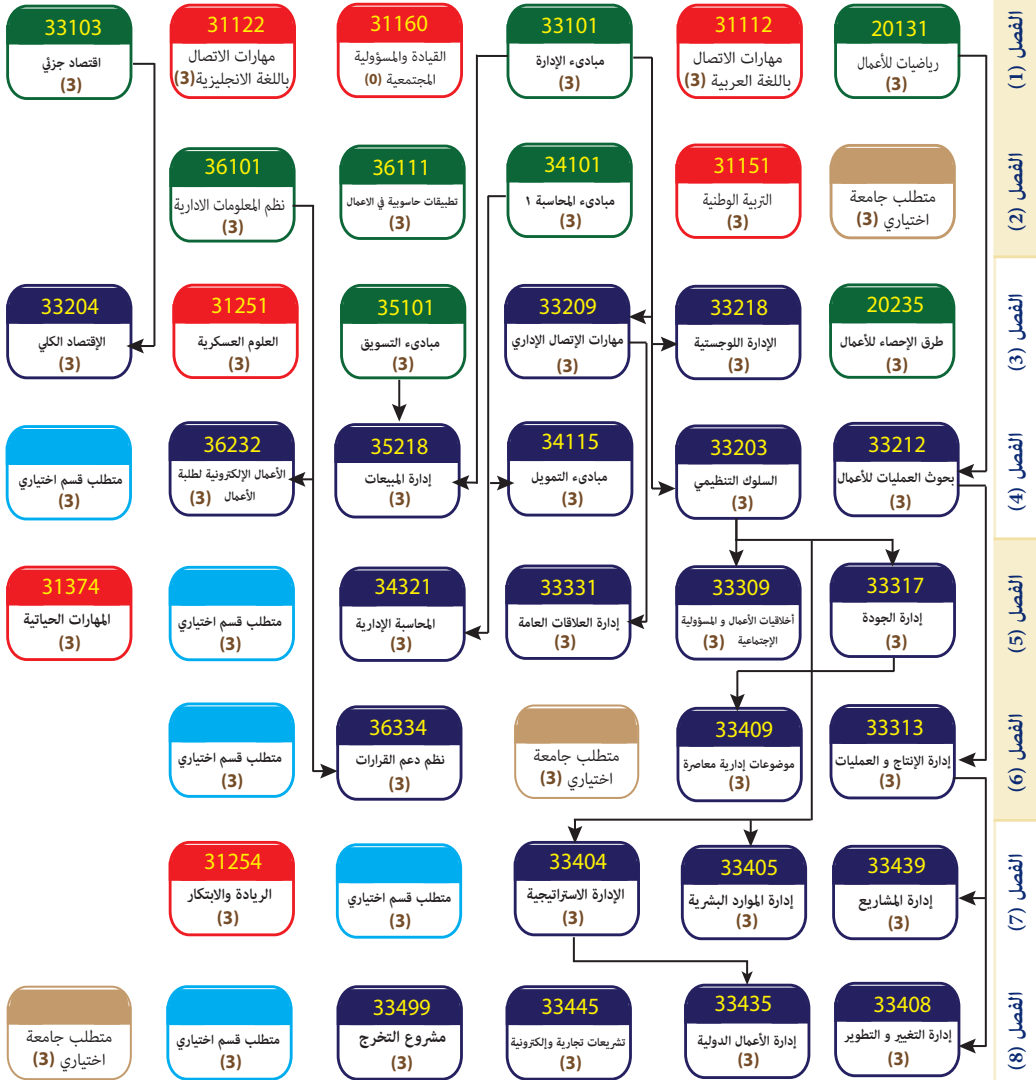 الفصل (1)
20131
رياضيات للأعمال
(3)
31112
مهارات الاتصال
باللغة العربية (3)
33101
مبادىء الإدارة
(3)
31160
القيادة والمسؤولية
المجتمعية (0)
31122
مهارات الاتصال
باللغة الانجليزية(3)
33103
اقتصاد جزئي
(3)
الفصل (2)
متطلب جامعة
اختياري (3)
31151
التربية الوطنية
(3)
34101
مبادىء المحاسبة ١
(3)
36111
تطبيقات حاسوبية في الاعمال
(3)
36101
نظم المعلومات الادارية
(3)
الفصل (3)
20235
طرق الإحصاء للأعمال
(3)
33218
الإدارة اللوجستية
(3)
33209
مهارات الإتصال الإداري
(3)
35101
مبادىء التسويق
(3)
31251
العلوم العسكرية
(3)
33204
الإقتصاد الكلي
(3)
الفصل (4)
33212
بحوث العمليات للأعمال
(3)
33203
السلوك التنظيمي
(3)
34115
مبادىء التمويل
(3)
35218
إدارة المبيعات
(3)
36232
الأعمال الإلكترونية لطلبة
الأعمال (3)
متطلب قسم اختياري
(3)
الفصل (5)
33317
إدارة الجودة
(3)
33309
أخلاقيات الأعمال و المسؤولية
الإجتماعية (3)
33331
إدارة العلاقات العامة
(3)
34321
المحاسبة الإدارية
(3)
متطلب قسم اختياري
(3)
31374
المهارات الحياتية
(3)
الفصل (6)
33313
إدارة الإنتاج و العمليات
(3)
33409
موضوعات إدارية معاصرة
(3)
متطلب جامعة
اختياري (3)
36334
نظم دعم القرارات
(3)
متطلب قسم اختياري
(3)
الفصل (7)
33439
إدارة المشاريع
(3)
33405
إدارة الموارد البشرية
(3)
33404
الإدارة الاستراتيجية
(3)
متطلب قسم اختياري
(3)
31254
الريادة والابتكار
(3)
الفصل (8)
33408
إدارة التغيير و التطوير
(3)
33435
إدارة الأعمال الدولية
(3)
33445
تشريعات تجارية وإلكترونية
(3)
33499
مشروع التخرج
(3)
متطلب قسم اختياري
(3)
متطلب جامعة
اختياري (3)